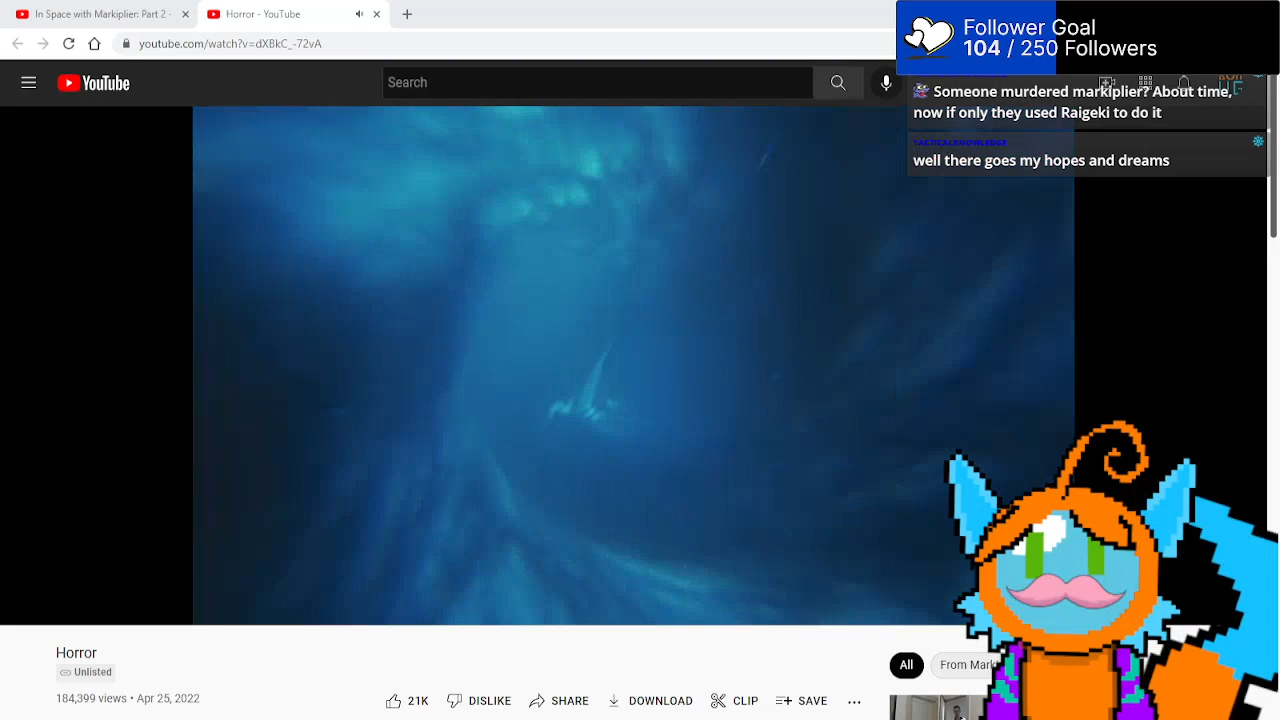 In Space with Markiplier: Part 2 -
Horror - YouTube
youtube.com/watch?v=dXBkC_-72vA
Follower Goal
104 / 250 Followers
YouTube
Search
Someone murdered markiplier? About time,
now if only they used Raigeki to do it
TACTICALKNOWLEDGE
well there goes my hopes and dreams
Horror
Unlisted
184,399 views • Apr 25, 2022
21K
DISLIKE
SHARE
DOWNLOAD
CLIP
SAVE
All
From Mark